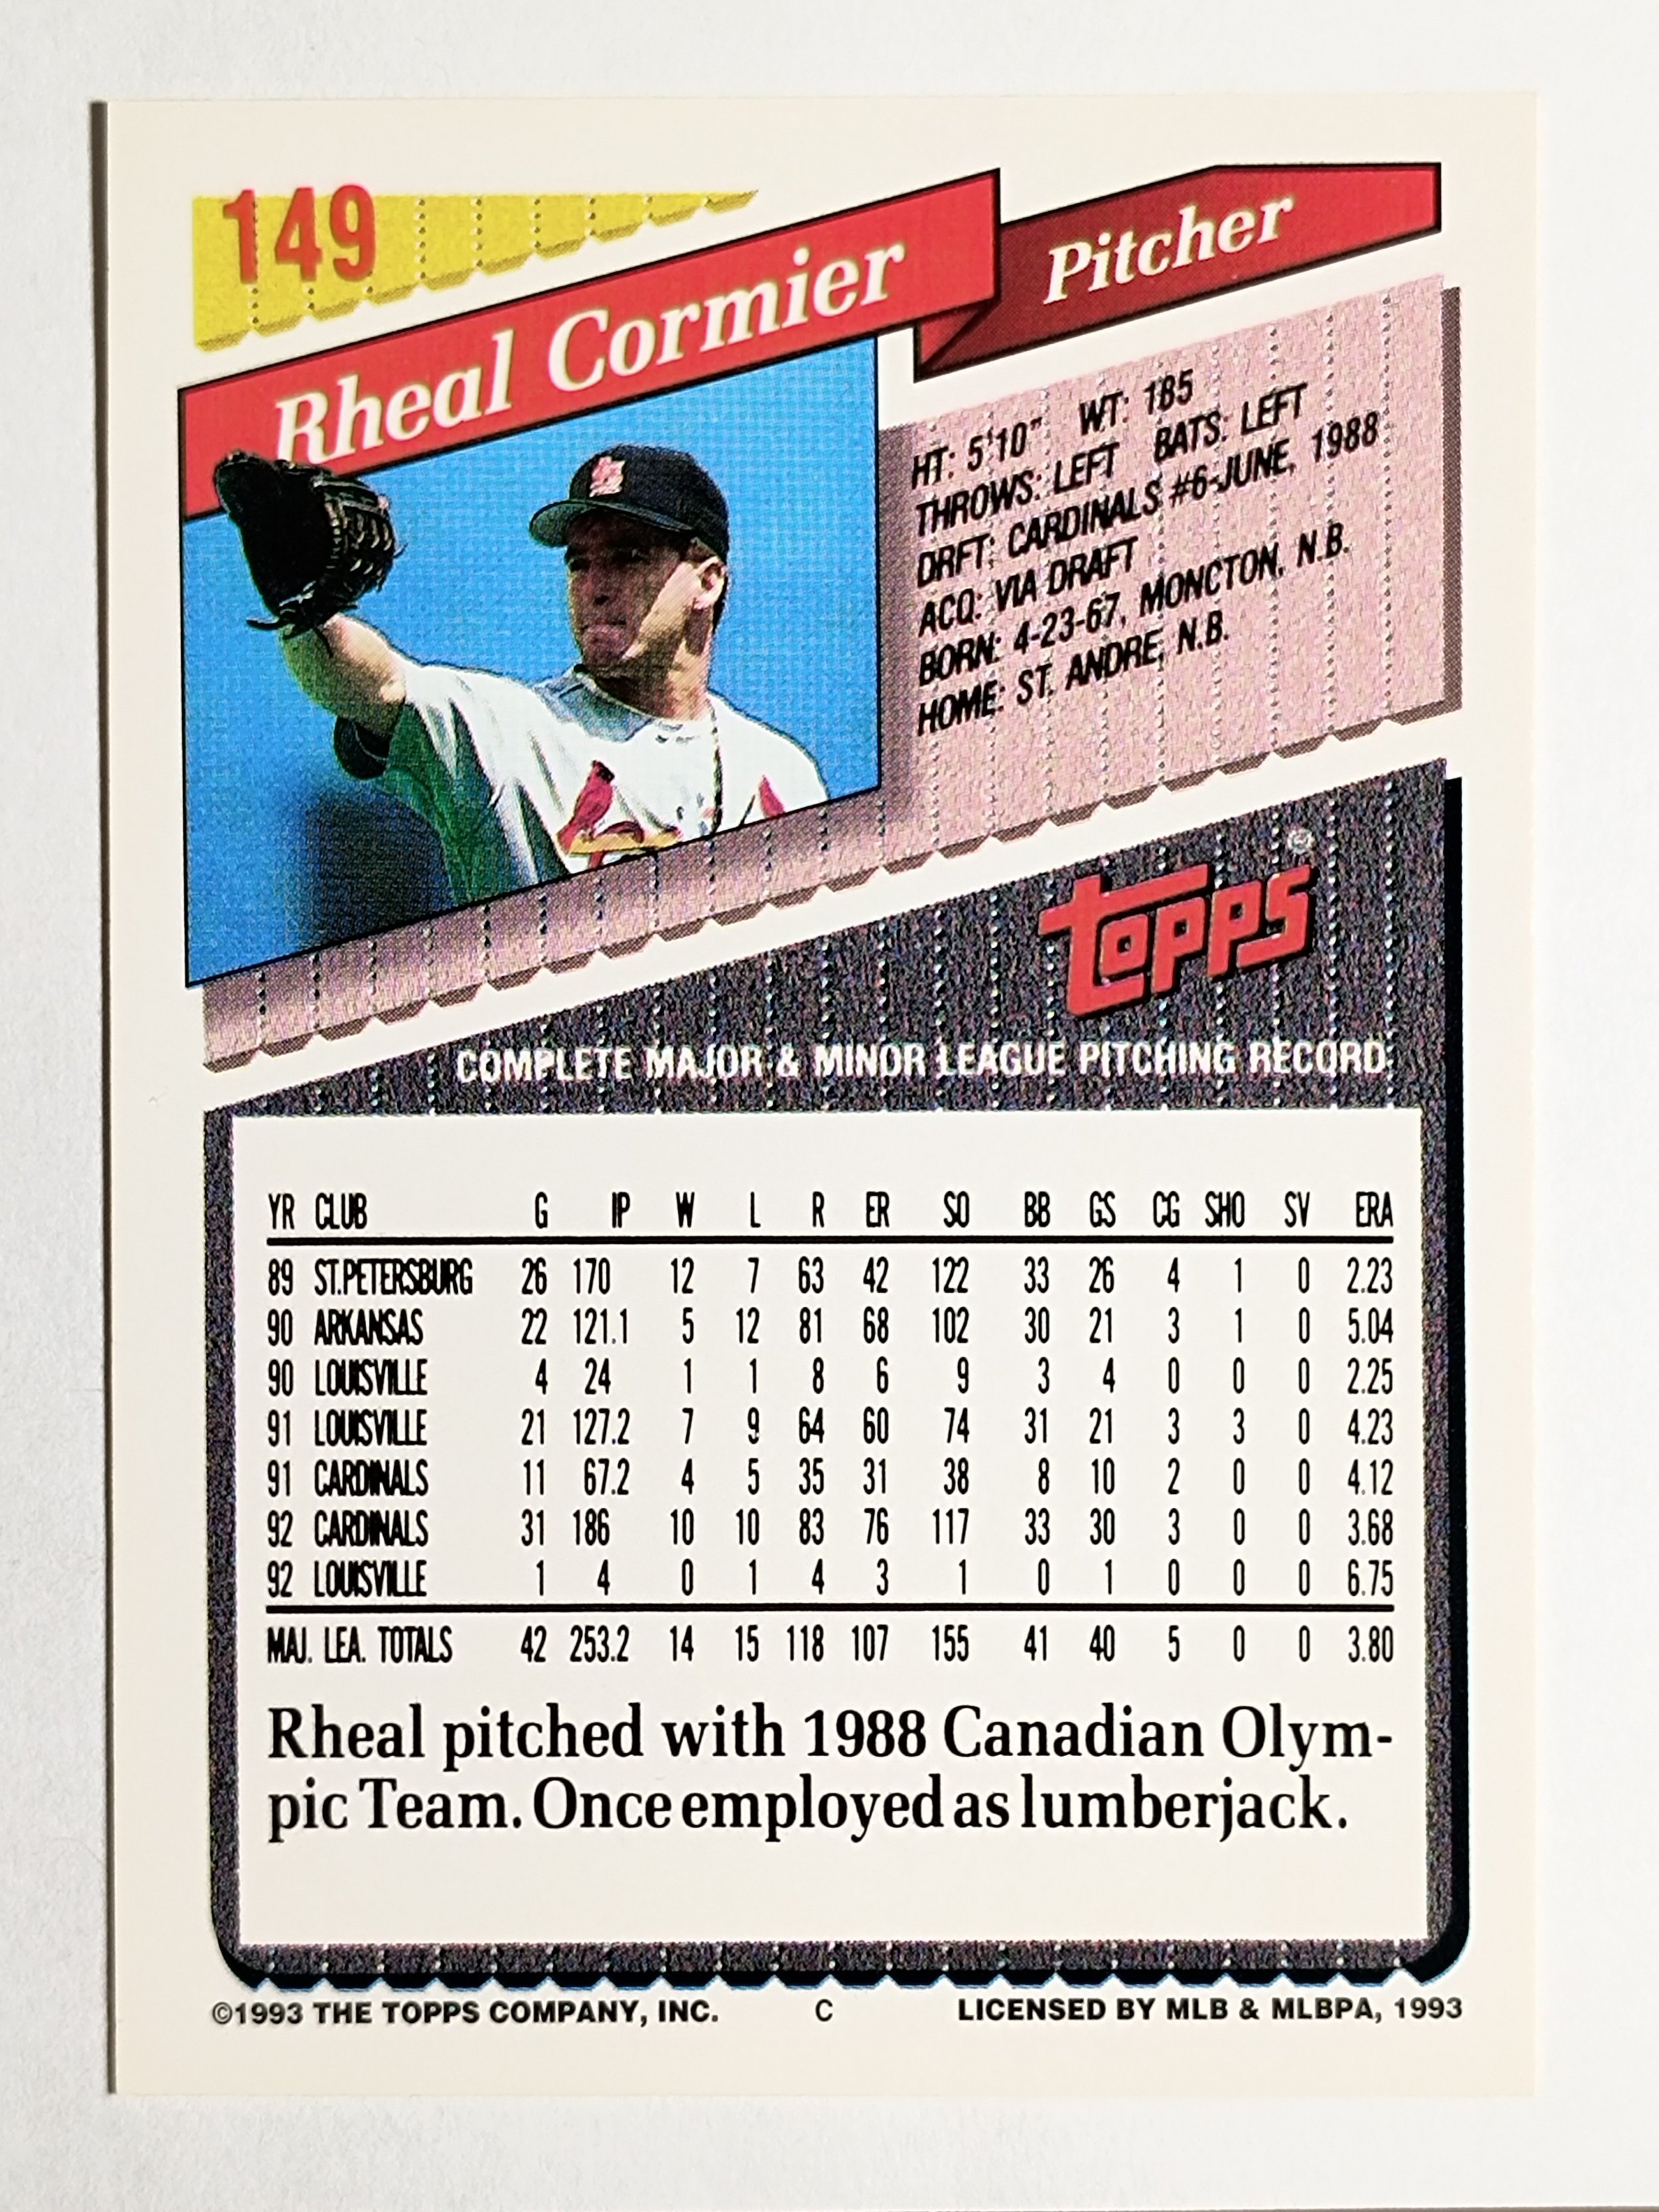 149
Rheal Cormier
Pitcher
HT: 5'10" WT: 185
THROWS: LEFT BATS: LEFT
DRFT: CARDINALS #6-JUNE, 1988
ACQ: VIA DRAFT
BORN: 4-23-67, MONCTON, N.B.
HOME: ST. ANDRE, N.B.
topps®
COMPLETE MAJOR & MINOR LEAGUE PITCHING RECORD
YR CLUB G IP W L R ER SO BB GS CG SHO SV ERA
89 ST.PETERSBURG 26 170 12 7 63 42 122 33 26 4 1 0 2.23
90 ARKANSAS 22 121.1 5 12 81 68 102 30 21 3 1 0 5.04
90 LOUISVILLE 4 24 1 1 8 6 9 3 4 0 0 0 2.25
91 LOUISVILLE 21 127.2 7 9 64 60 74 31 21 3 3 0 4.23
91 CARDINALS 11 67.2 4 5 35 31 38 8 10 2 0 0 4.12
92 CARDINALS 31 186 10 10 83 76 117 33 30 3 0 0 3.68
92 LOUISVILLE 1 4 0 1 4 3 1 0 1 0 0 0 6.75
MAJ. LEA. TOTALS 42 253.2 14 15 118 107 155 41 40 5 0 0 3.80
Rheal pitched with 1988 Canadian Olym-
pic Team. Once employed as lumberjack.
©1993 THE TOPPS COMPANY, INC. C LICENSED BY MLB & MLBPA, 1993